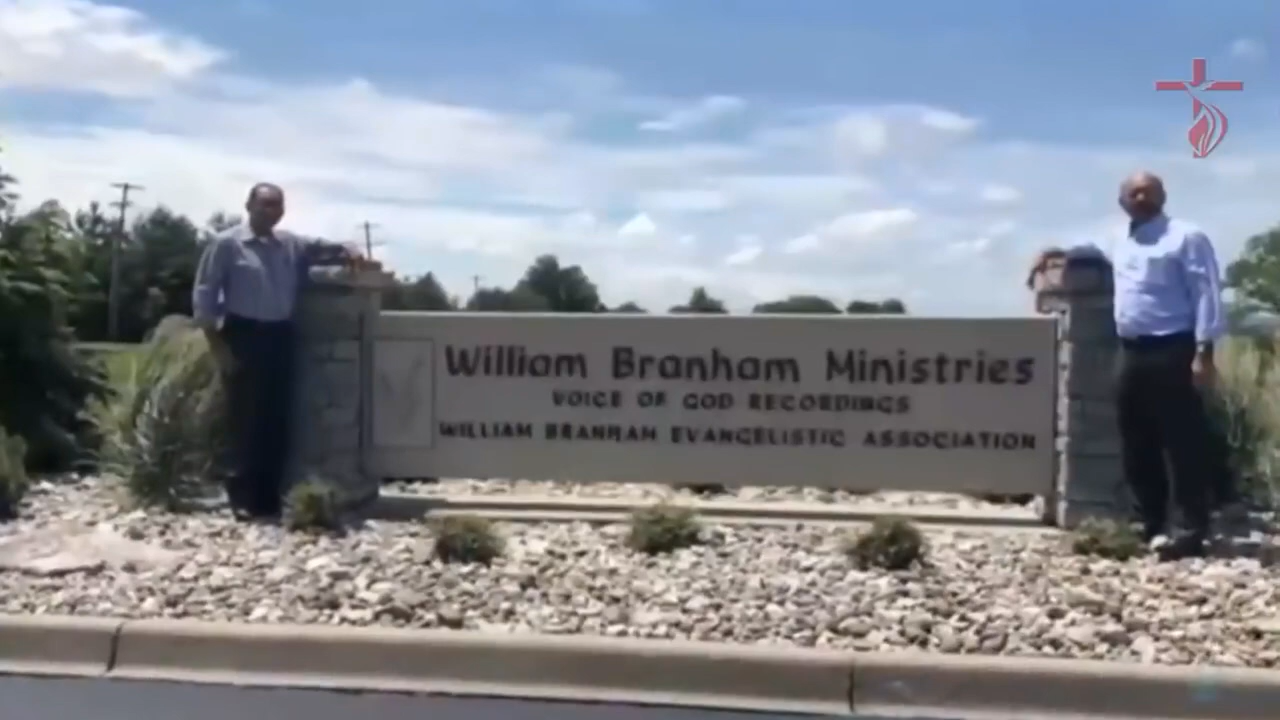 William Branham Ministries
VOICE OF GOD RECORDINGS
WILLIAM BRANHAM EVANGELISTIC ASSOCIATION